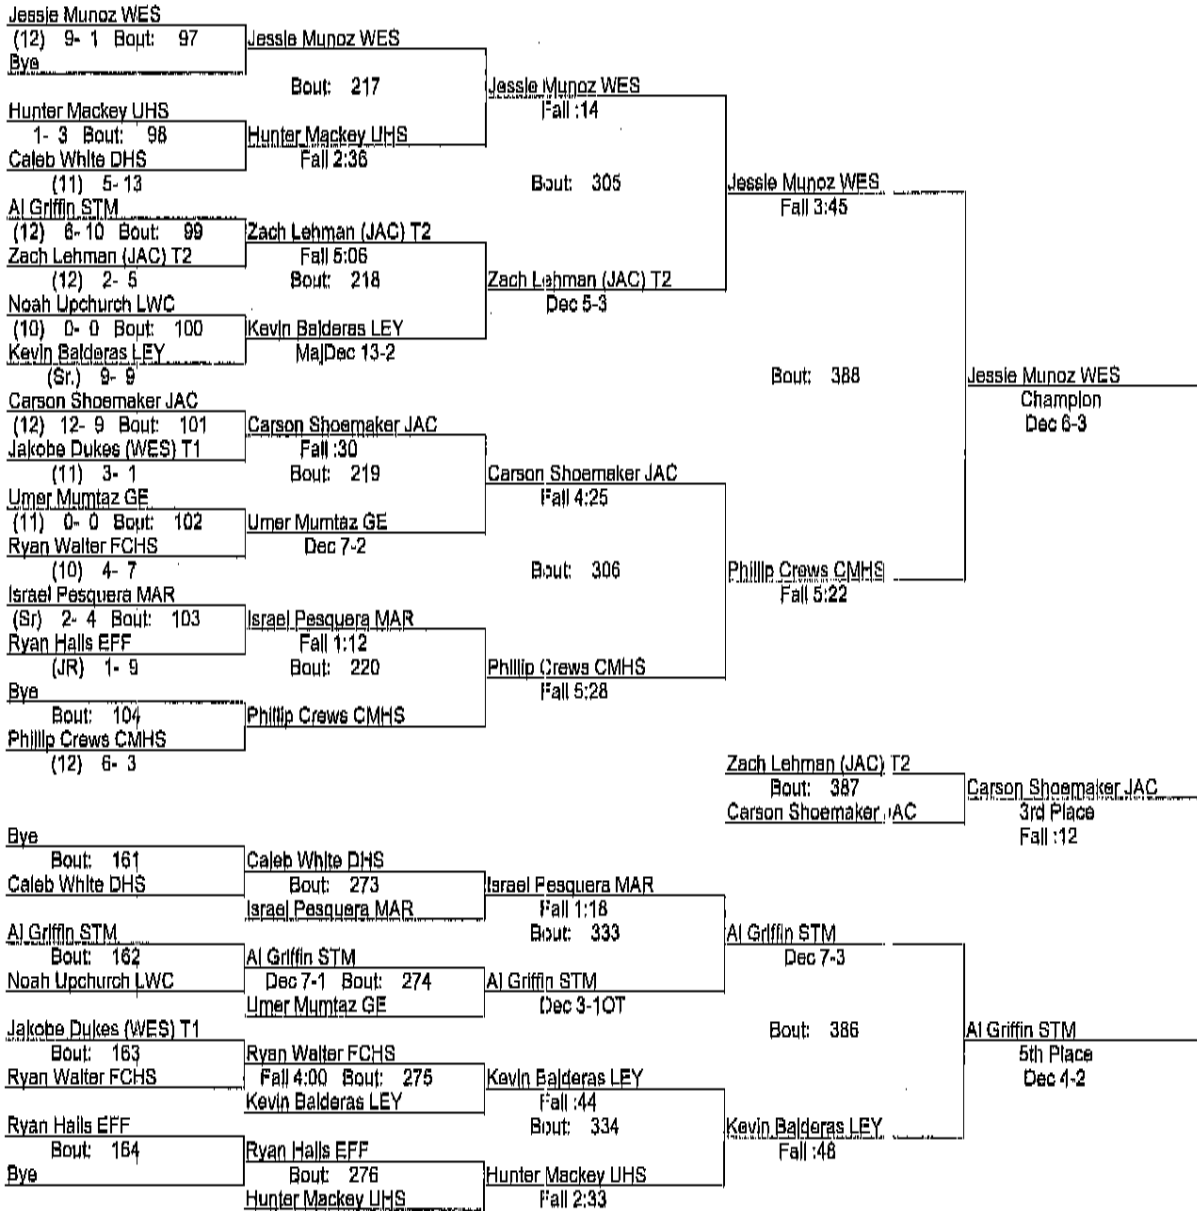 Jessie Munoz WES
(12) 9- 1 Bout: 97
Bye
Jessie Munoz WES
Bout: 217
Hunter Mackey UHS
1- 3 Bout: 98
Caleb White DHS
(11) 5- 13
Hunter Mackey UHS
Fall 2:36
Jessie Munoz WES
Fall :14
Bout: 305
Al Griffin STM
(12) 6- 10 Bout: 99
Zach Lehman (JAC) T2
(12) 2- 5
Zach Lehman (JAC) T2
Fall 5:06
Bout: 218
Noah Upchurch LWC
(10) 0- 0 Bout: 100
Kevin Balderas LEY
(Sr.) 9- 9
Kevin Balderas LEY
MajDec 13-2
Zach Lehman (JAC) T2
Dec 5-3
Jessie Munoz WES
Fall 3:45
Bout: 388
Carson Shoemaker JAC
(12) 12- 9 Bout: 101
Jakobe Dukes (WES) T1
(11) 3- 1
Carson Shoemaker JAC
Fall :30
Bout: 219
Umer Mumtaz GE
(11) 0- 0 Bout: 102
Ryan Walter FCHS
(10) 4- 7
Umer Mumtaz GE
Dec 7-2
Carson Shoemaker JAC
Fall 4:25
Bout: 306
Israel Pesquera MAR
(Sr) 2- 4 Bout: 103
Ryan Halls EFF
(JR) 1- 9
Israel Pesquera MAR
Fall 1:12
Bout: 220
Bye
Bout: 104
Phillip Crews CMHS
(12) 6- 3
Phillip Crews CMHS
Phillip Crews CMHS
Fall 5:28
Phillip Crews CMHS
Fall 5:22
Jessie Munoz WES
Champion
Dec 6-3
Zach Lehman (JAC) T2
Bout: 387
Carson Shoemaker JAC
Carson Shoemaker JAC
3rd Place
Fall :12
Bye
Bout: 161
Caleb White DHS
Caleb White DHS
Bout: 273
Israel Pesquera MAR
Israel Pesquera MAR
Fall 1:18
Bout: 333
Al Griffin STM
Bout: 162
Noah Upchurch LWC
Al Griffin STM
Dec 7-1 Bout: 274
Umer Mumtaz GE
Al Griffin STM
Dec 3-1OT
Al Griffin STM
Dec 7-3
Bout: 386
Jakobe Dukes (WES) T1
Bout: 163
Ryan Walter FCHS
Ryan Walter FCHS
Fall 4:00 Bout: 275
Kevin Balderas LEY
Kevin Balderas LEY
Fall :44
Bout: 334
Ryan Halls EFF
Bout: 164
Bye
Ryan Halls EFF
Bout: 276
Hunter Mackey UHS
Hunter Mackey UHS
Fall 2:33
Kevin Balderas LEY
Fall :48
Al Griffin STM
5th Place
Dec 4-2